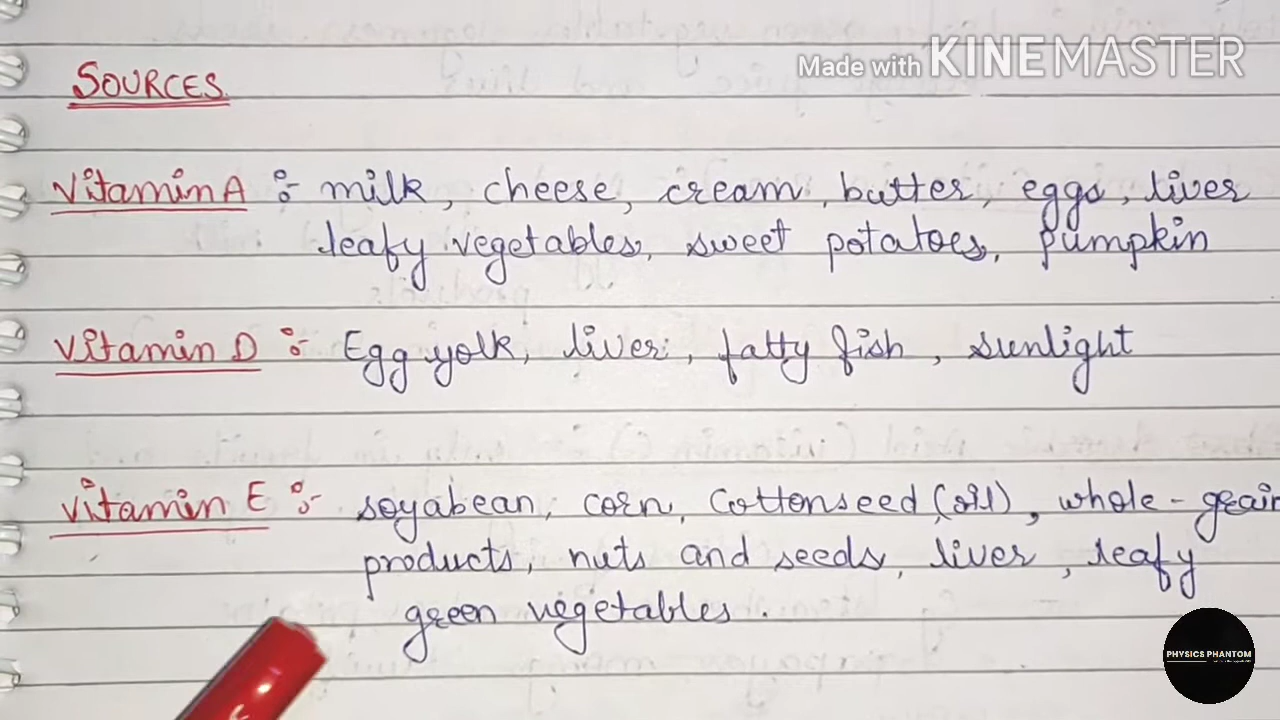 Made with KINEMASTER
SOURCES
Vitamin A :- milk, cheese, cream, butter, eggs, liver
leafy vegetables, sweet potatoes, pumpkin
Vitamin D :- Egg yolk, liver, fatty fish, sunlight
Vitamin E :- soyabean, corn, cottonseed (oil), whole-grain
products, nuts and seeds, liver, leafy
green vegetables.
PHYSICS PHANTOM